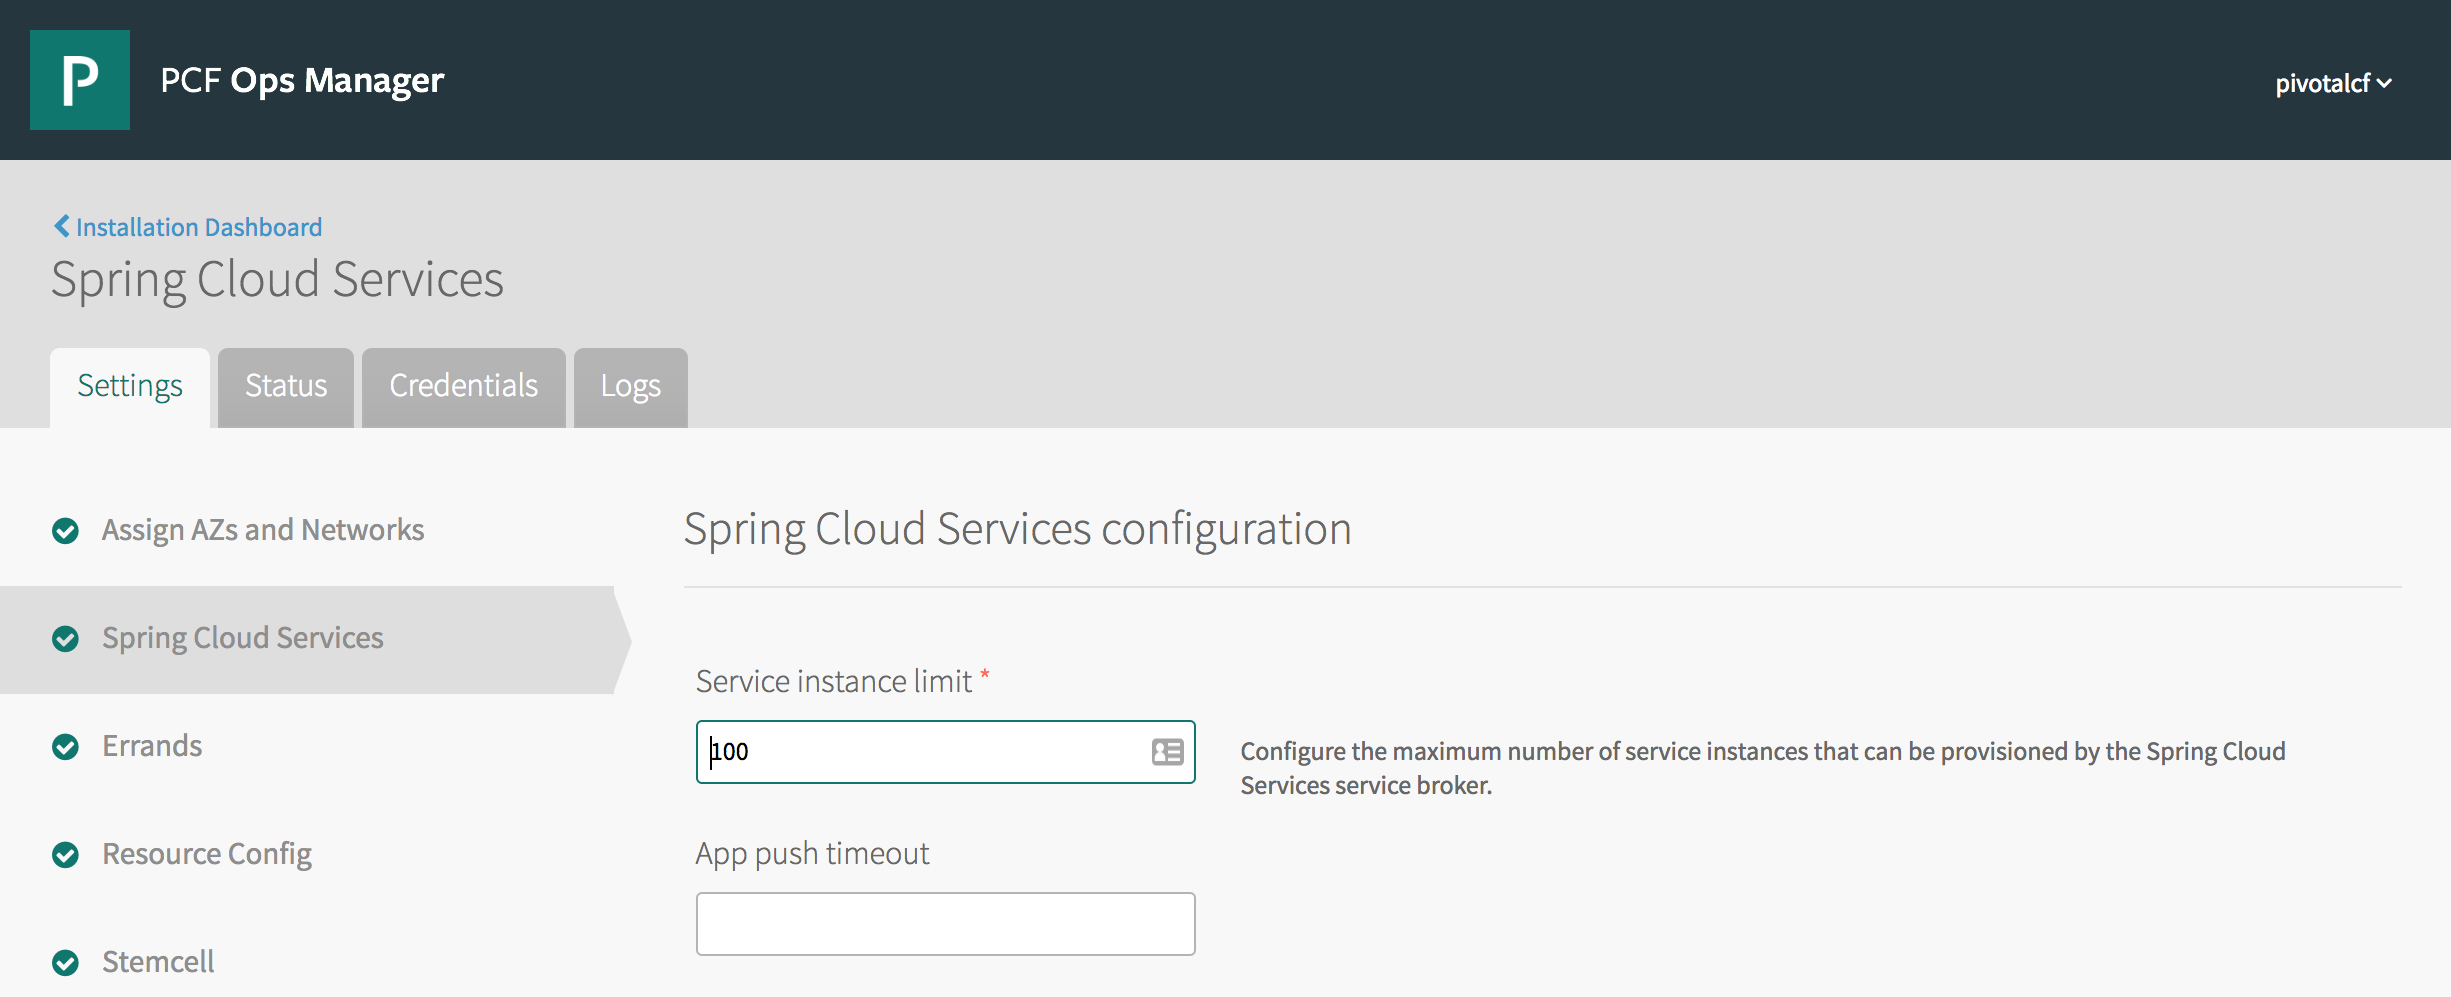 P
PCF Ops Manager
pivotalcf
Installation Dashboard
Spring Cloud Services
Settings
Status
Credentials
Logs
Assign AZs and Networks
Spring Cloud Services
Errands
Resource Config
Stemcell
Spring Cloud Services configuration
Service instance limit *
100
Configure the maximum number of service instances that can be provisioned by the Spring Cloud
Services service broker.
App push timeout